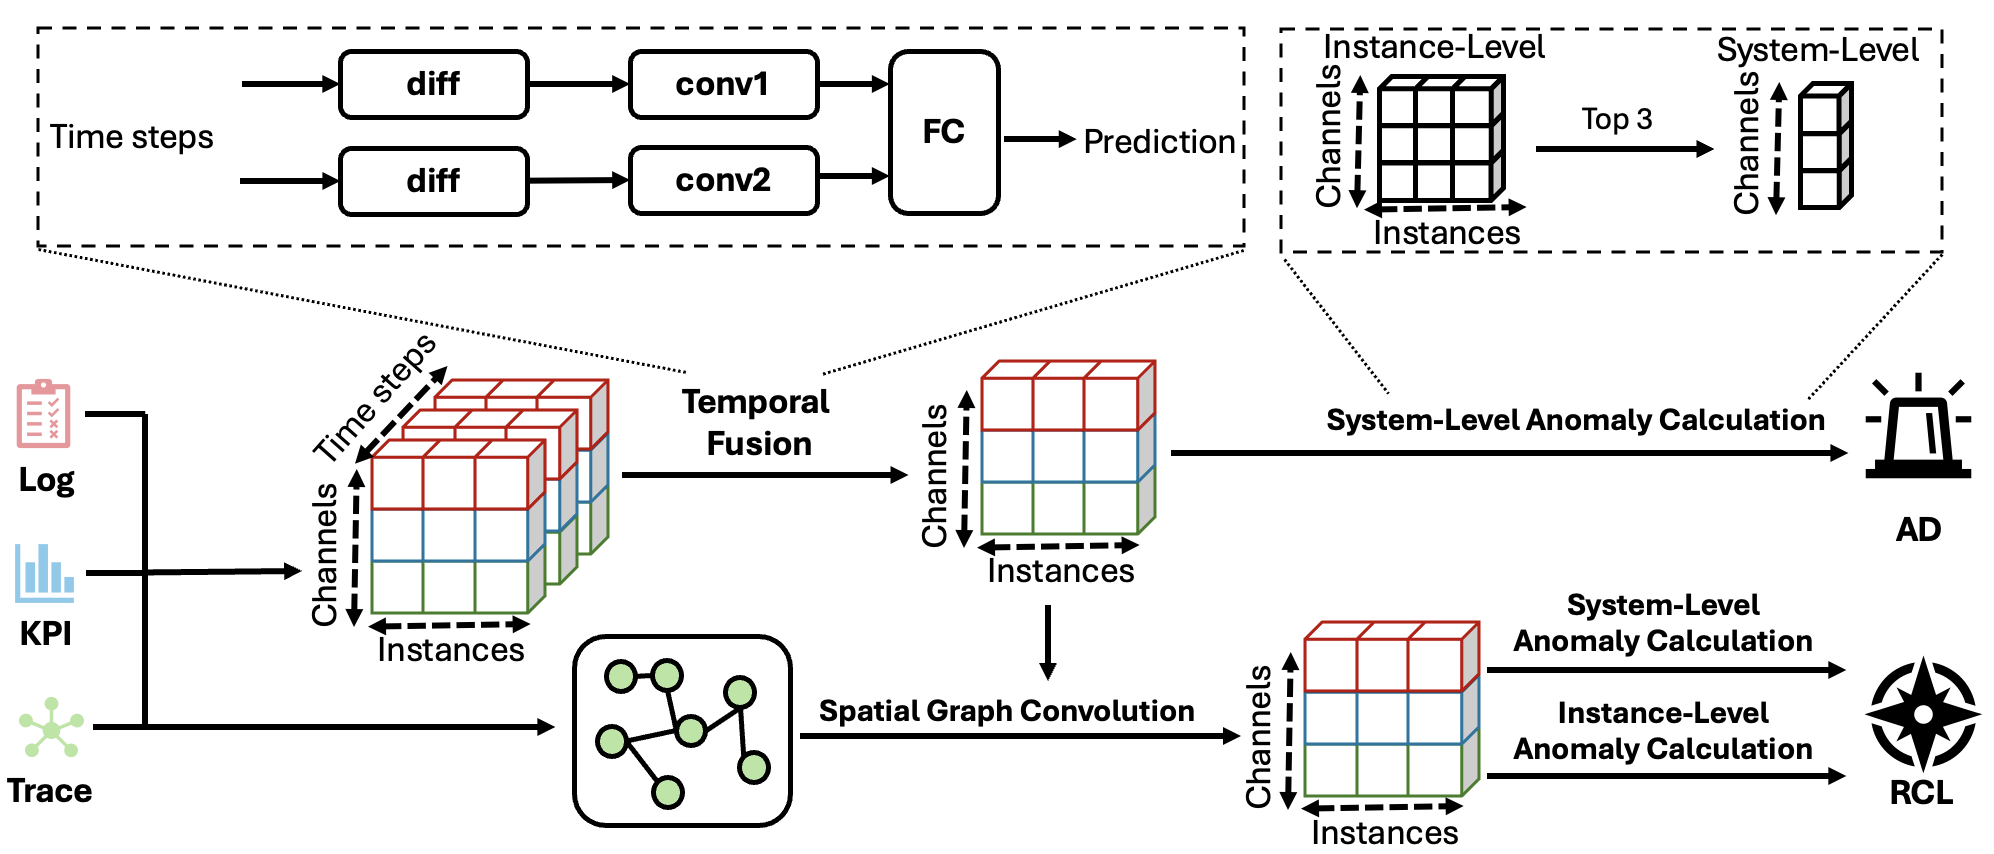 Time steps
diff
conv1
diff
conv2
FC
Prediction
Instance-Level
Channels
Instances
Top 3
System-Level
Channels
Log
KPI
Trace
Time steps
Channels
Instances
Temporal
Fusion
Channels
Instances
System-Level Anomaly Calculation
AD
Spatial Graph Convolution
Channels
Instances
System-Level
Anomaly Calculation
Instance-Level
Anomaly Calculation
RCL